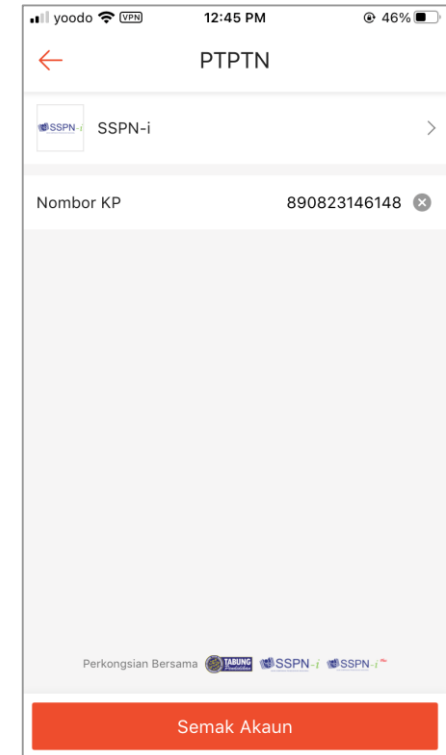 yoodo VPN 12:45 PM 46%
PTPTN
SSPN-i SSPN-i
Nombor KP 890823146148
Perkongsian Bersama TABUNG SSPN-i SSPN-i
Semak Akaun